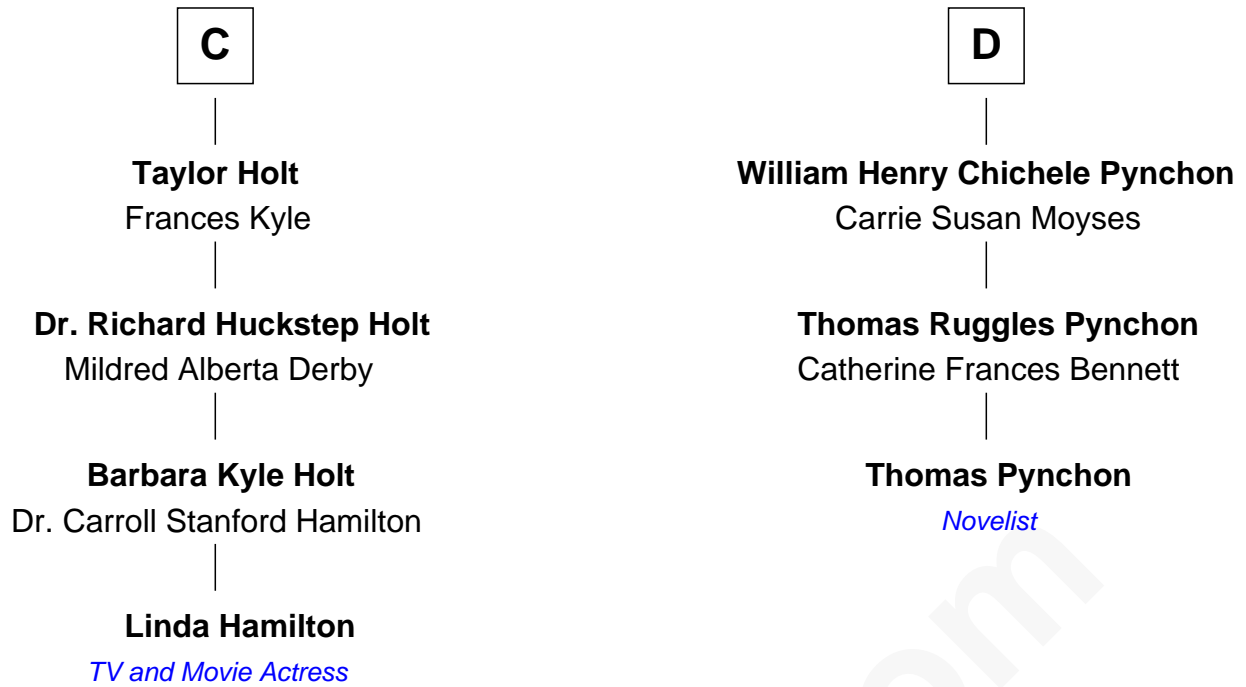 C
Taylor Holt
Frances Kyle
Dr. Richard Huckstep Holt
Mildred Alberta Derby
Barbara Kyle Holt
Dr. Carroll Stanford Hamilton
Linda Hamilton
TV and Movie Actress
D
William Henry Chichele Pynchon
Carrie Susan Moyses
Thomas Ruggles Pynchon
Catherine Frances Bennett
Thomas Pynchon
Novelist
om